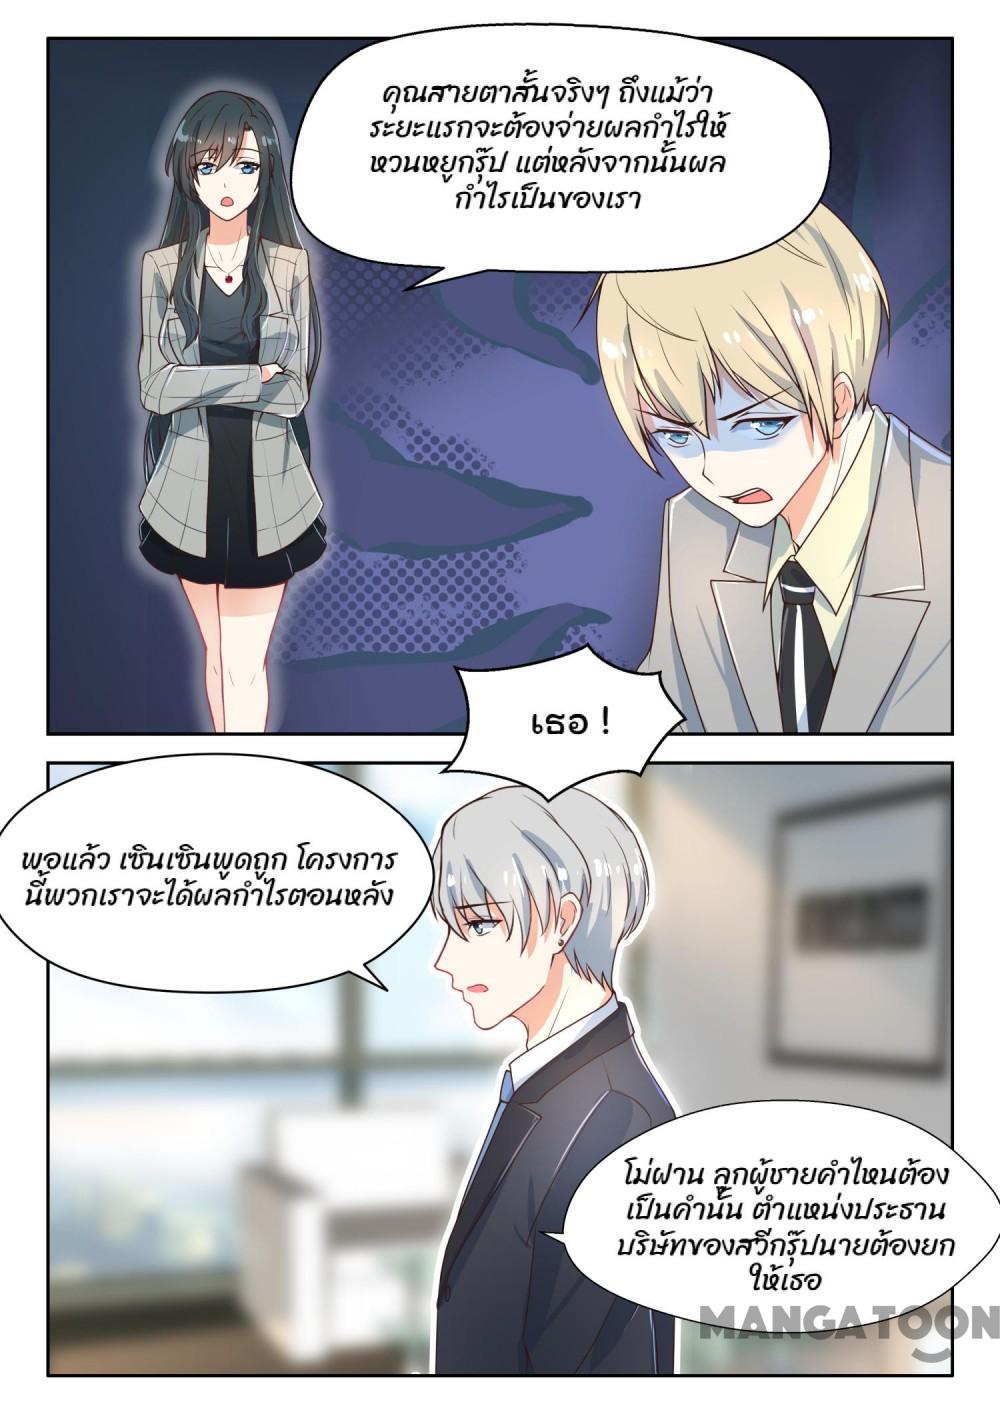 คุณสายตาสั้นจริงๆ ถึงแม้ว่า
ระยะแรกจะต้องจ่ายผลกำไรให้
หวนหยูกรุ๊ป แต่หลังจากนั้นผล
กำไรเป็นของเรา
เธอ !
พอแล้ว เซินเซินพูดถูก โครงการ
นี้พวกเราจะได้ผลกำไรตอนหลัง
โม่ฝาน ลูกผู้ชายคำไหนต้อง
เป็นคำนั้น ตำแหน่งประธาน
บริษัทของสวีกรุ๊ปนายต้องยก
ให้เธอ
MANGATOON